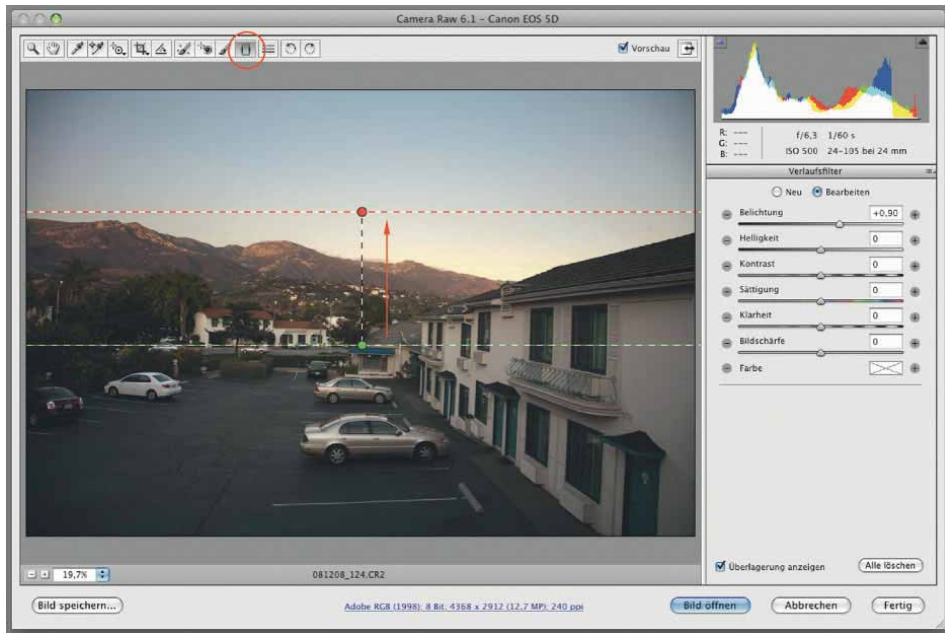 Camera Raw 6.1 – Canon EOS 5D
Vorschau
R: ---
G: ---
B: ---
f/6,3 1/60 s
ISO 500 24–105 bei 24 mm
Verlaufsfilter
Neu Bearbeiten
Belichtung +0,90
Helligkeit 0
Kontrast 0
Sättigung 0
Klarheit 0
Bildschärfe 0
Farbe
Überlagerung anzeigen
Alle löschen
19,7%
081208_124.CR2
Bild speichern...
Adobe RGB (1998); 8 Bit; 4368 x 2912 (12,7 MP); 240 ppi
Bild öffnen
Abbrechen
Fertig